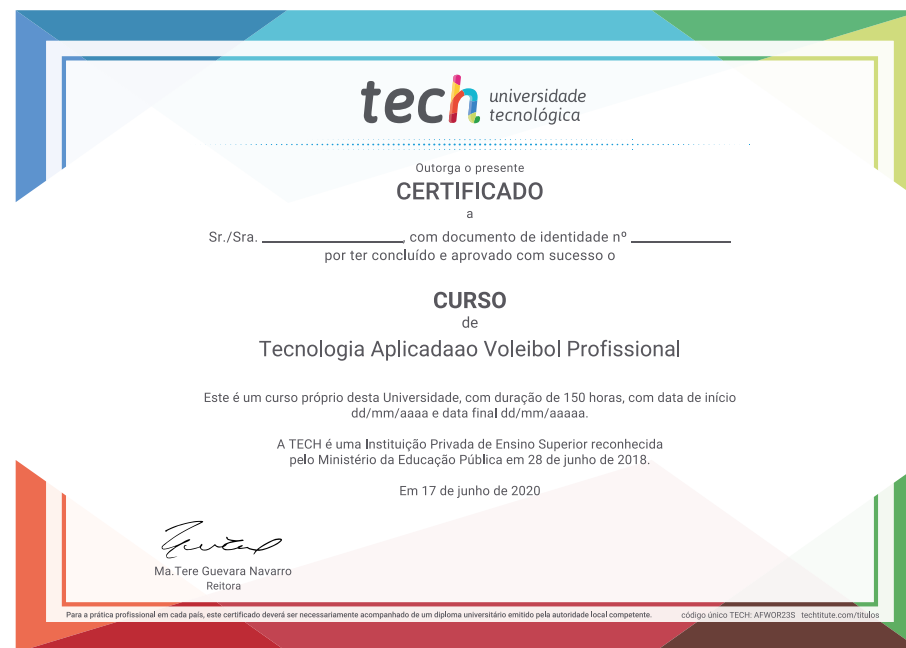 tech universidade
tecnológica
Outorga o presente
CERTIFICADO
a
Sr./Sra. ____________________, com documento de identidade nº ______________
por ter concluído e aprovado com sucesso o
CURSO
de
Tecnologia Aplicadaao Voleibol Profissional
Este é um curso próprio desta Universidade, com duração de 150 horas, com data de início
dd/mm/aaaa e data final dd/mm/aaaaa.
A TECH é uma Instituição Privada de Ensino Superior reconhecida
pelo Ministério da Educação Pública em 28 de junho de 2018.
Em 17 de junho de 2020
Ma.Tere Guevara Navarro
Reitora
Para a prática profissional em cada país, este certificado deverá ser necessariamente acompanhado de um diploma universitário emitido pela autoridade local competente.
código único TECH: AFWOR23S techtitute.com/titulos